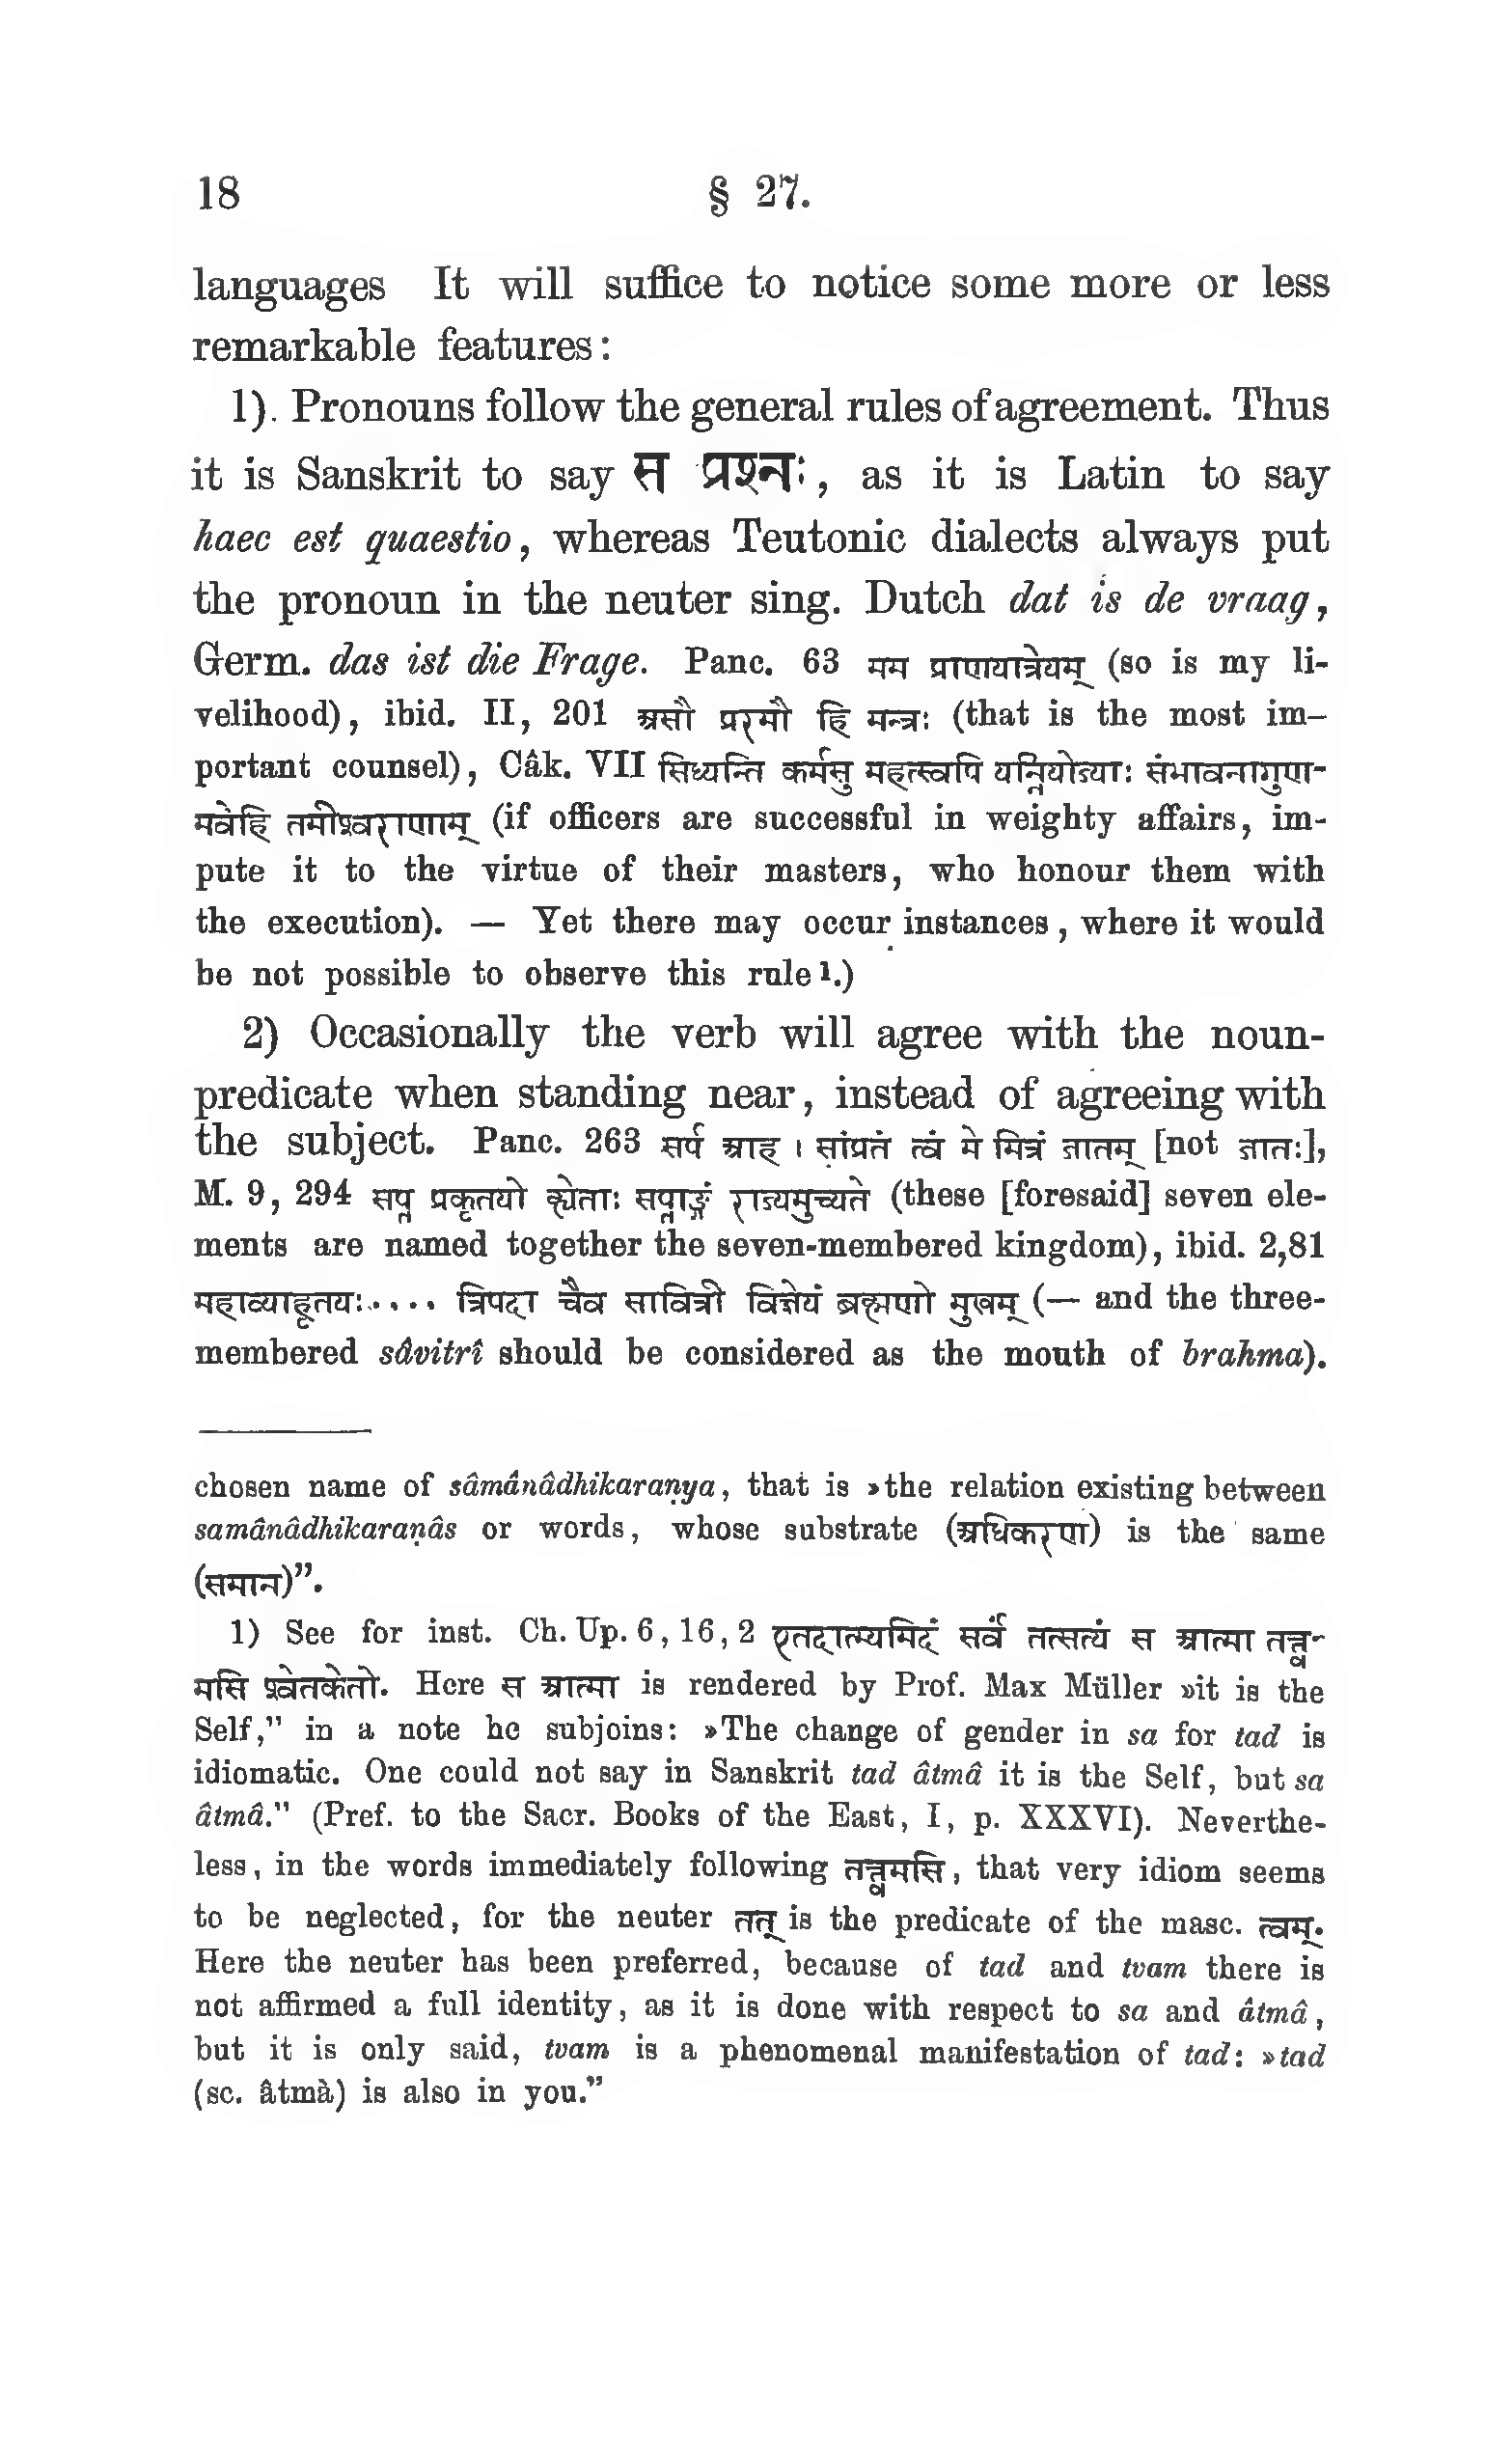 18 § 27.
languages It will suffice to notice some more or less
remarkable features:
1). Pronouns follow the general rules of agreement. Thus
it is Sanskrit to say स प्रश्नः, as it is Latin to say
haec est quaestio, whereas Teutonic dialects always put
the pronoun in the neuter sing. Dutch dat is de vraag,
Germ. das ist die Frage. Panc. 63 मम प्राणयात्रेयम् (so is my li-
velihood), ibid. II, 201 असौ परमो हि मन्त्रः (that is the most im-
portant counsel), Câk. VII सिध्यन्ति कर्मसु महत्स्वपि यन्नियोज्याः संभावनागुण-
मवेहि तमीश्वराणाम् (if officers are successful in weighty affairs, im-
pute it to the virtue of their masters, who honour them with
the execution). — Yet there may occur instances, where it would
be not possible to observe this rule 1.)
2) Occasionally the verb will agree with the noun-
predicate when standing near, instead of agreeing with
the subject. Panc. 263 सर्प आह । सांप्रतं त्वं मे मित्रं जातम् [not जातः],
M. 9, 294 सप्त प्रकृतयो ह्येताः सप्ताङ्गं राज्यमुच्यते (these [foresaid] seven ele-
ments are named together the seven-membered kingdom), ibid. 2,81
महाव्याहृतयः.... त्रिपदा चैव सावित्री विज्ञेयं ब्रह्मणो मुखम् (— and the three-
membered sâvitrî should be considered as the mouth of brahma).
chosen name of sâmânâdhikaraṇya, that is »the relation existing between
samânâdhikaraṇâs or words, whose substrate (अधिकरण) is the same
(समान)”.
1) See for inst. Ch. Up. 6, 16, 2 एतदात्म्यमिदं सर्वं तत्सत्यं स आत्मा तत्त्व-
मसि श्वेतकेतो. Here स आत्मा is rendered by Prof. Max Müller »it is the
Self,” in a note he subjoins: »The change of gender in sa for tad is
idiomatic. One could not say in Sanskrit tad âtmâ it is the Self, but sa
âtmâ.” (Pref. to the Sacr. Books of the East, I, p. XXXVI). Neverthe-
less, in the words immediately following तत्त्वमसि, that very idiom seems
to be neglected, for the neuter तत् is the predicate of the masc. त्वम्.
Here the neuter has been preferred, because of tad and tvam there is
not affirmed a full identity, as it is done with respect to sa and âtmâ,
but it is only said, tvam is a phenomenal manifestation of tad: »tad
(sc. âtmà) is also in you.”